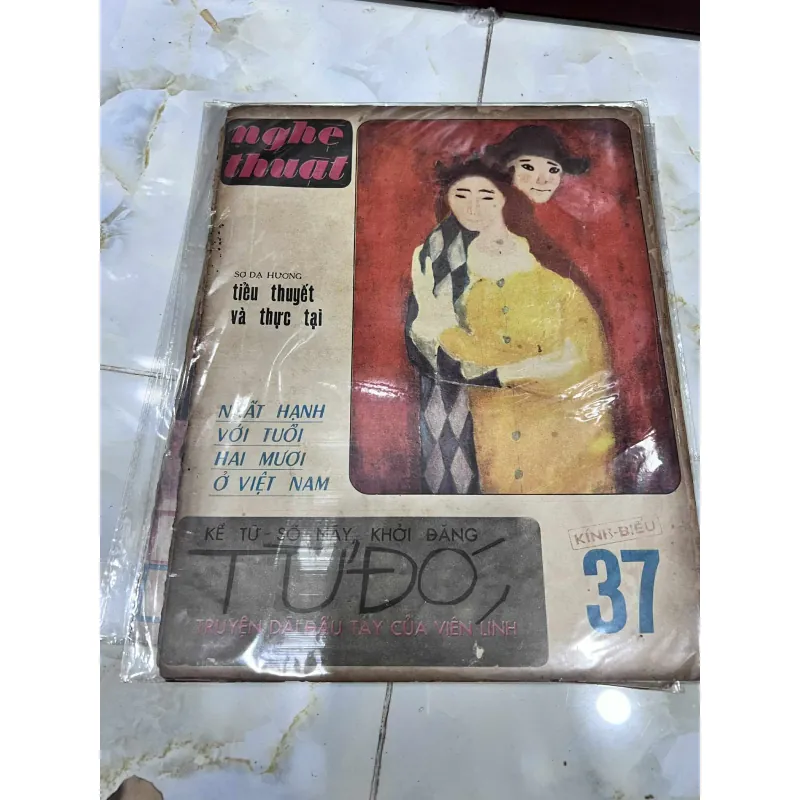 nghệ
thuật
SƠ DẠ HƯƠNG
tiểu thuyết
và thực tại
NHẤT HẠNH
VỚI TUỔI
HAI MƯƠI
Ở VIỆT NAM
KỂ TỪ SỐ NÀY, KHỞI ĐĂNG
TỪ ĐÓ,
TRUYỆN DÀI ĐẦU TAY CỦA VIÊN LINH
KÍNH-BIẾU
37